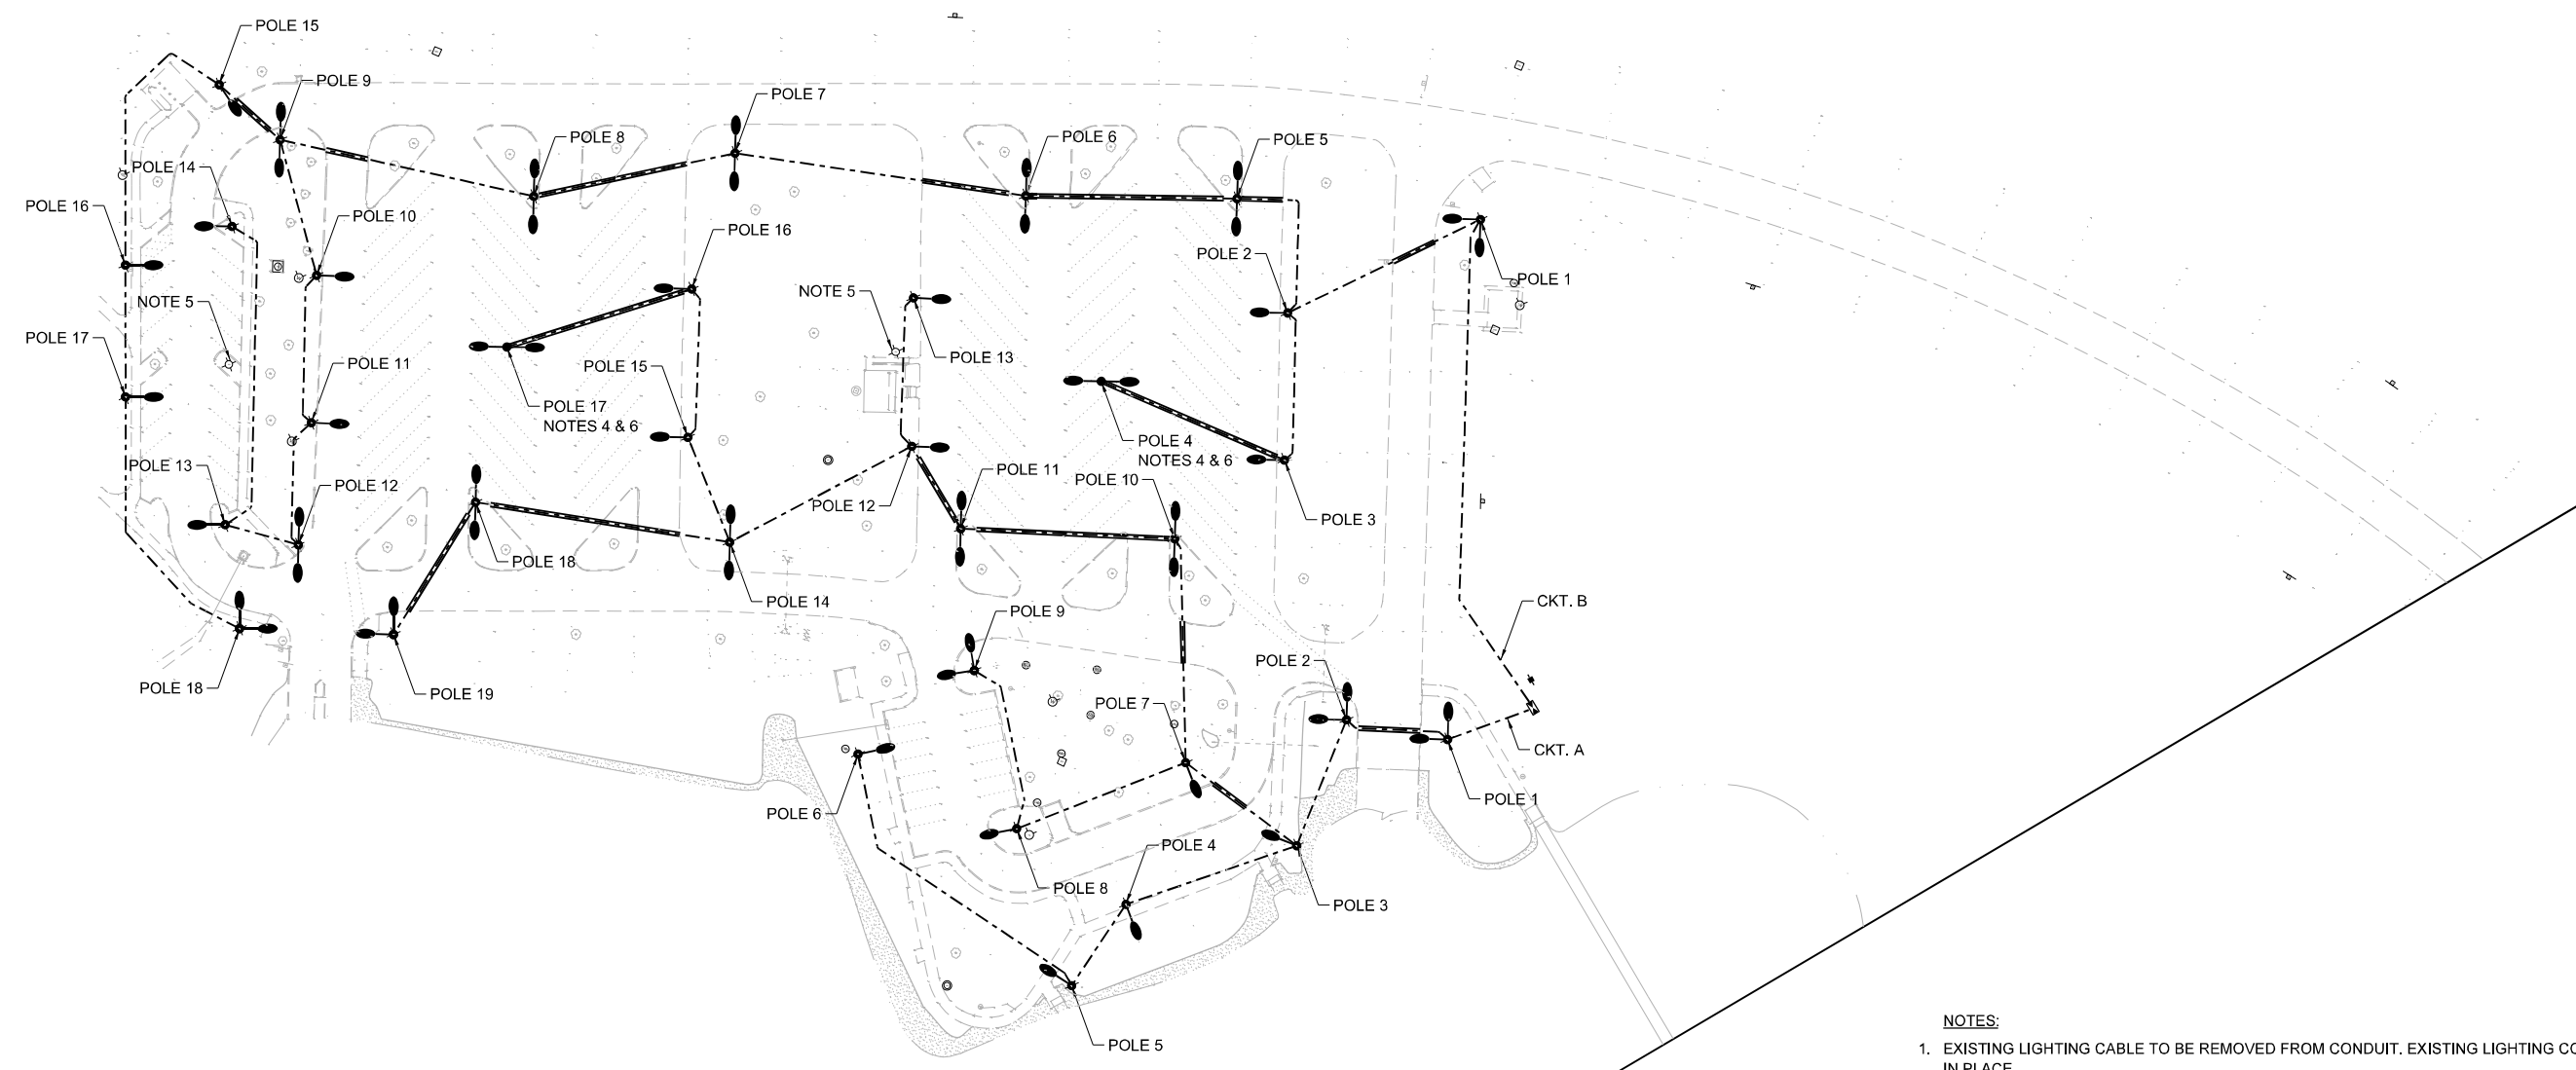 POLE 15
POLE 9
POLE 7
POLE 8
POLE 6
POLE 5
POLE 14
POLE 16
POLE 10
POLE 16
POLE 2
POLE 1
NOTE 5
NOTE 5
POLE 17
POLE 11
POLE 15
POLE 13
POLE 17
NOTES 4 & 6
POLE 4
NOTES 4 & 6
POLE 13
POLE 12
POLE 11
POLE 10
POLE 12
POLE 3
POLE 18
POLE 14
CKT. B
POLE 9
POLE 2
POLE 18
POLE 19
POLE 7
CKT. A
POLE 6
POLE 1
POLE 4
POLE 8
POLE 3
POLE 5
NOTES:
1. EXISTING LIGHTING CABLE TO BE REMOVED FROM CONDUIT. EXISTING LIGHTING CO
IN PLACE